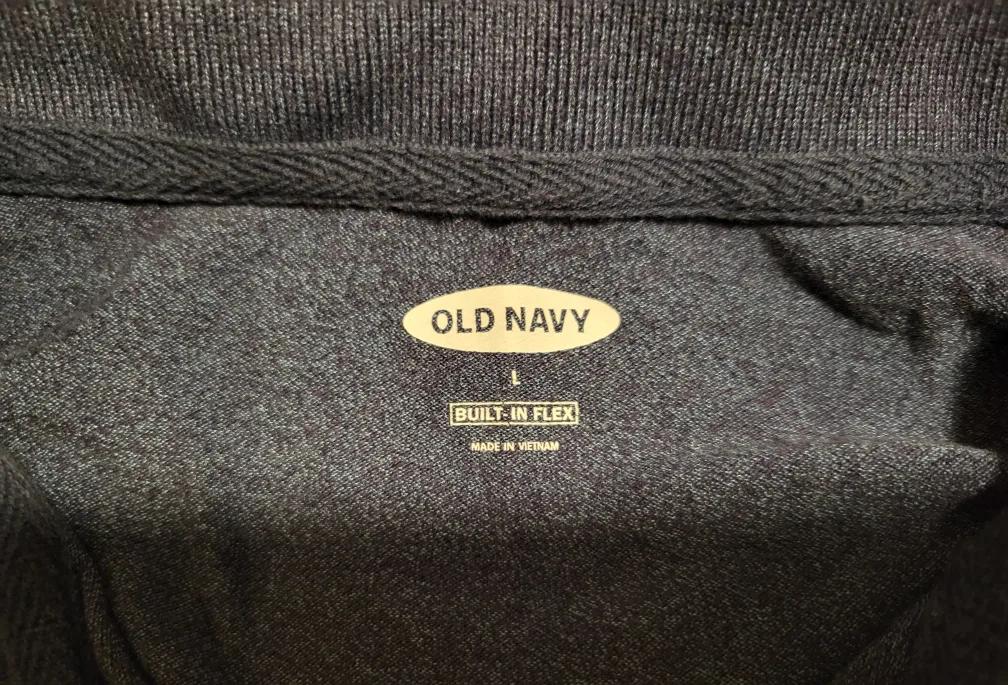 OLD NAVY
L
BUILT-IN FLEX
MADE IN VIETNAM